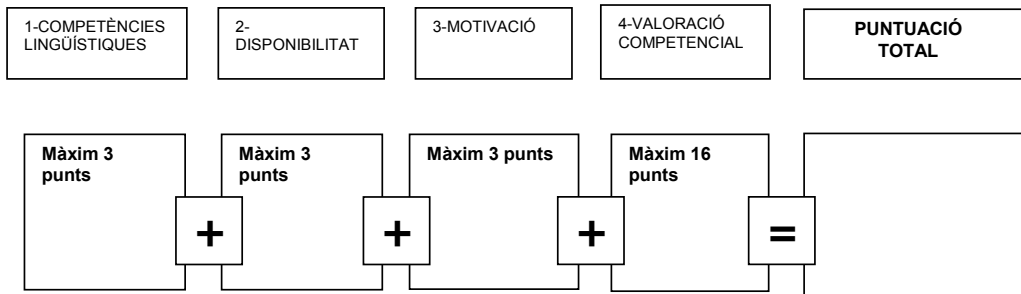 1-COMPETÈNCIES
LINGÜÍSTIQUES
2-
DISPONIBILITAT
3-MOTIVACIÓ
4-VALORACIÓ
COMPETENCIAL
PUNTUACIÓ
TOTAL
Màxim 3
punts
+
Màxim 3
punts
+
Màxim 3 punts
+
Màxim 16
punts
=